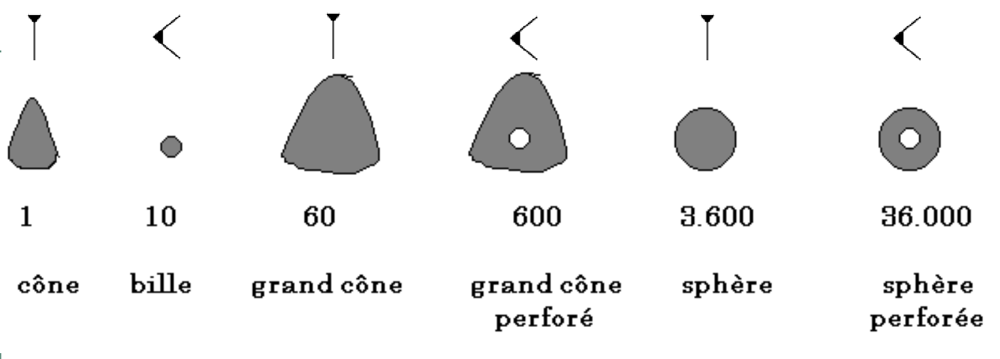 𒁹 𒌋 𒁹 𒌋 𒁹 𒌋
1 10 60 600 3.600 36.000
cône bille grand cône grand cône perforé sphère sphère perforée